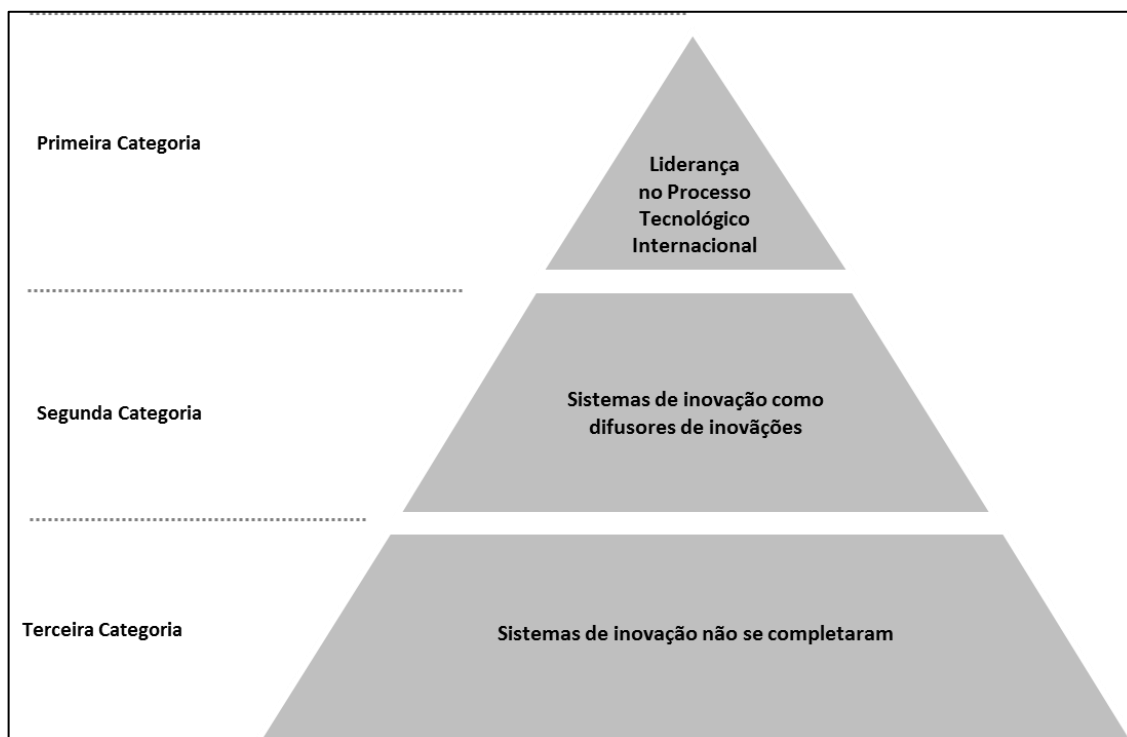 Primeira Categoria
Liderança
no Processo
Tecnológico
Internacional
Segunda Categoria
Sistemas de inovação como
difusores de inovãções
Terceira Categoria
Sistemas de inovação não se completaram